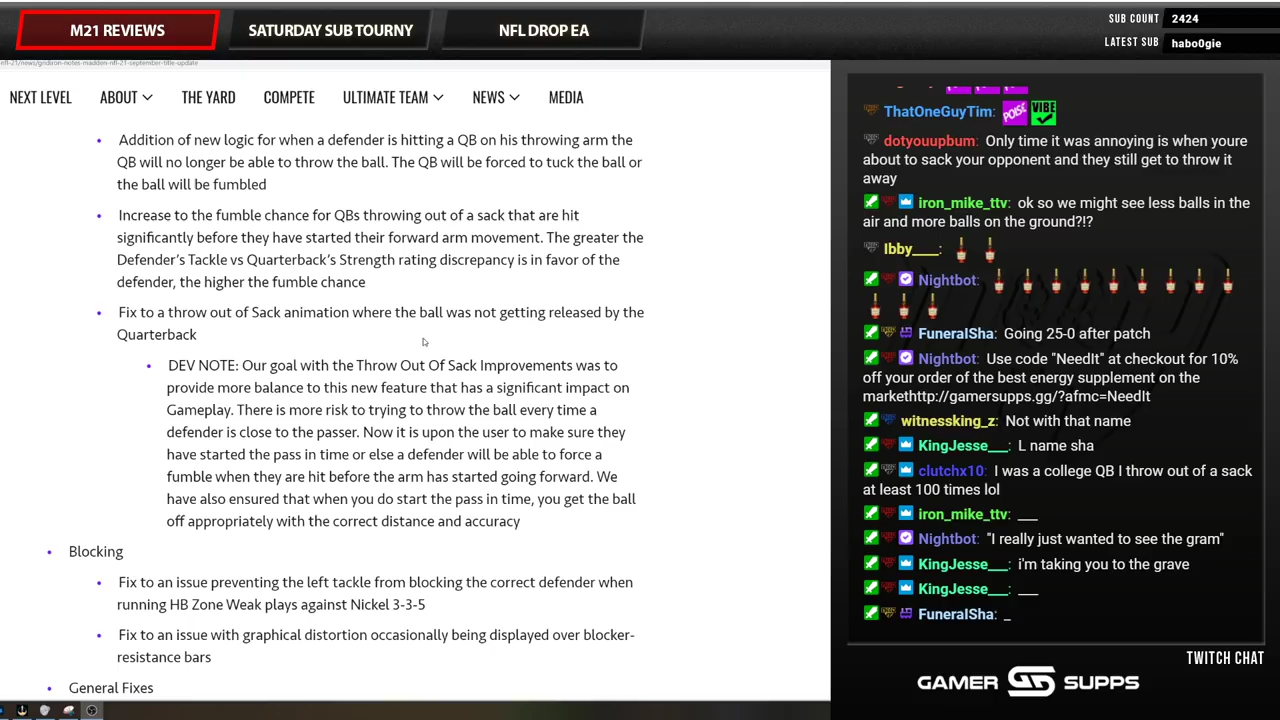 M21 REVIEWS
SATURDAY SUB TOURNY
NFL DROP EA
SUB COUNT 2424
LATEST SUB habo0gie
nfl-21/news/gridiron-notes-madden-nfl-21-september-title-update
NEXT LEVEL ABOUT THE YARD COMPETE ULTIMATE TEAM NEWS MEDIA
• Addition of new logic for when a defender is hitting a QB on his throwing arm the
QB will no longer be able to throw the ball. The QB will be forced to tuck the ball or
the ball will be fumbled
• Increase to the fumble chance for QBs throwing out of a sack that are hit
significantly before they have started their forward arm movement. The greater the
Defender's Tackle vs Quarterback's Strength rating discrepancy is in favor of the
defender, the higher the fumble chance
• Fix to a throw out of Sack animation where the ball was not getting released by the
Quarterback
• DEV NOTE: Our goal with the Throw Out Of Sack Improvements was to
provide more balance to this new feature that has a significant impact on
Gameplay. There is more risk to trying to throw the ball every time a
defender is close to the passer. Now it is upon the user to make sure they
have started the pass in time or else a defender will be able to force a
fumble when they are hit before the arm has started going forward. We
have also ensured that when you do start the pass in time, you get the ball
off appropriately with the correct distance and accuracy
• Blocking
• Fix to an issue preventing the left tackle from blocking the correct defender when
running HB Zone Weak plays against Nickel 3-3-5
• Fix to an issue with graphical distortion occasionally being displayed over blocker-
resistance bars
• General Fixes
ThatOneGuyTim: POISE VIBE
dotyouupbum: Only time it was annoying is when youre
about to sack your opponent and they still get to throw it
away
iron_mike_ttv: ok so we might see less balls in the
air and more balls on the ground?!?
Ibby____:
Nightbot:
FuneralSha: Going 25-0 after patch
Nightbot: Use code "NeedIt" at checkout for 10%
off your order of the best energy supplement on the
markethttp://gamersupps.gg/?afmc=NeedIt
witnessking_z: Not with that name
KingJesse___: L name sha
clutchx10: I was a college QB I throw out of a sack
at least 100 times lol
iron_mike_ttv: ___
Nightbot: "I really just wanted to see the gram"
KingJesse___: i'm taking you to the grave
KingJesse___: ___
FuneralSha: _
TWITCH CHAT
GAMER GS SUPPS